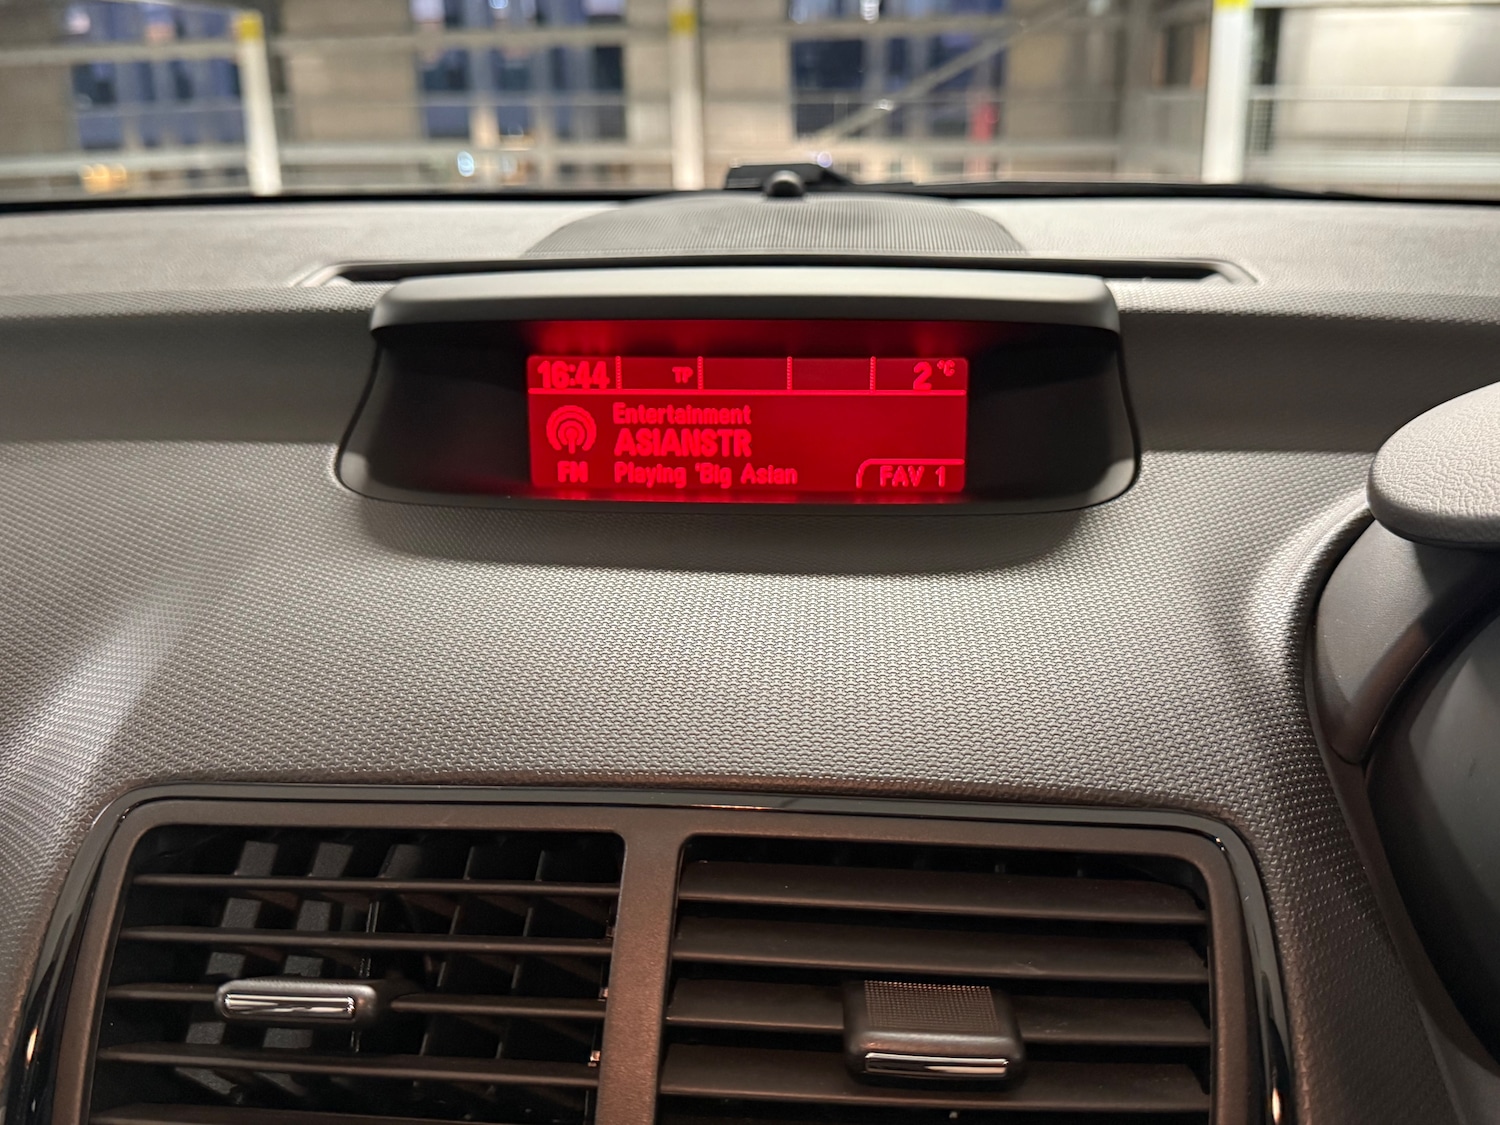 16:44 TP 2°C
Entertainment
ASIANSTR
FM Playing 'Big Asian FAV 1